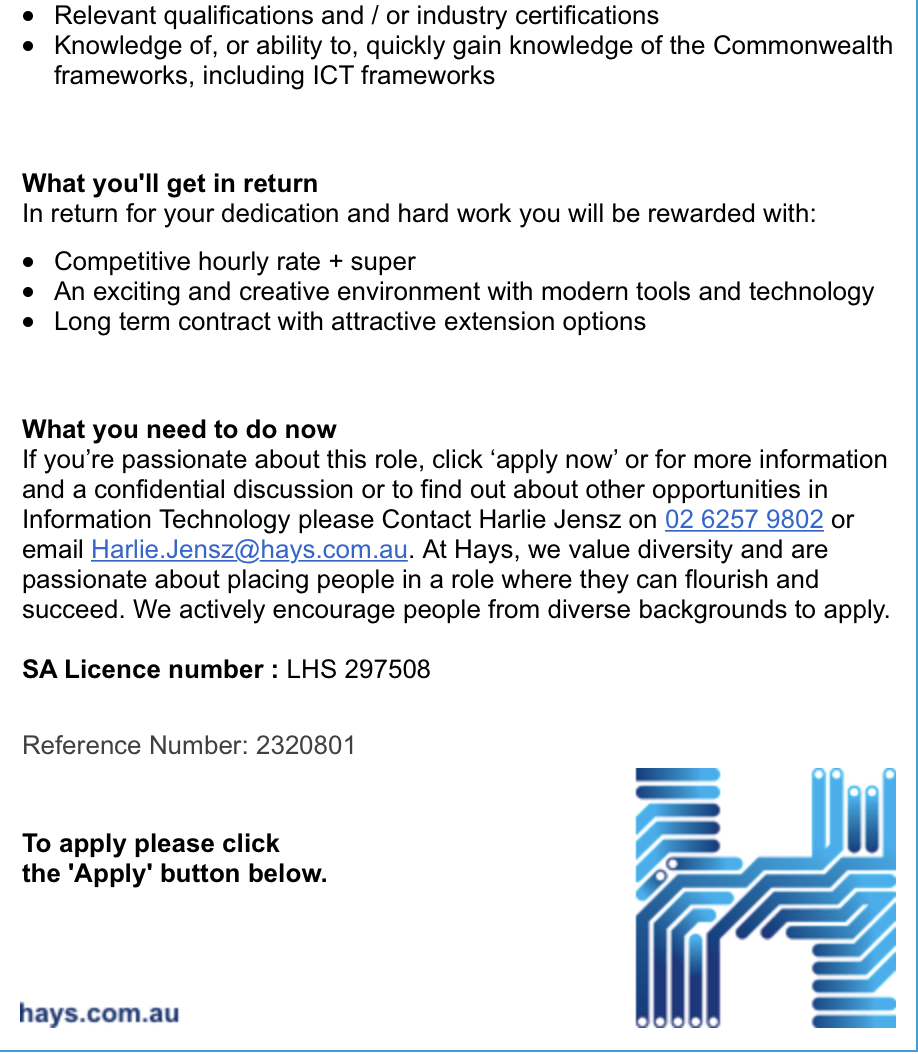 • Relevant qualifications and / or industry certifications
• Knowledge of, or ability to, quickly gain knowledge of the Commonwealth
frameworks, including ICT frameworks
What you'll get in return
In return for your dedication and hard work you will be rewarded with:
• Competitive hourly rate + super
• An exciting and creative environment with modern tools and technology
• Long term contract with attractive extension options
What you need to do now
If you’re passionate about this role, click ‘apply now’ or for more information
and a confidential discussion or to find out about other opportunities in
Information Technology please Contact Harlie Jensz on 02 6257 9802 or
email Harlie.Jensz@hays.com.au. At Hays, we value diversity and are
passionate about placing people in a role where they can flourish and
succeed. We actively encourage people from diverse backgrounds to apply.
SA Licence number : LHS 297508
Reference Number: 2320801
To apply please click
the 'Apply' button below.
hays.com.au